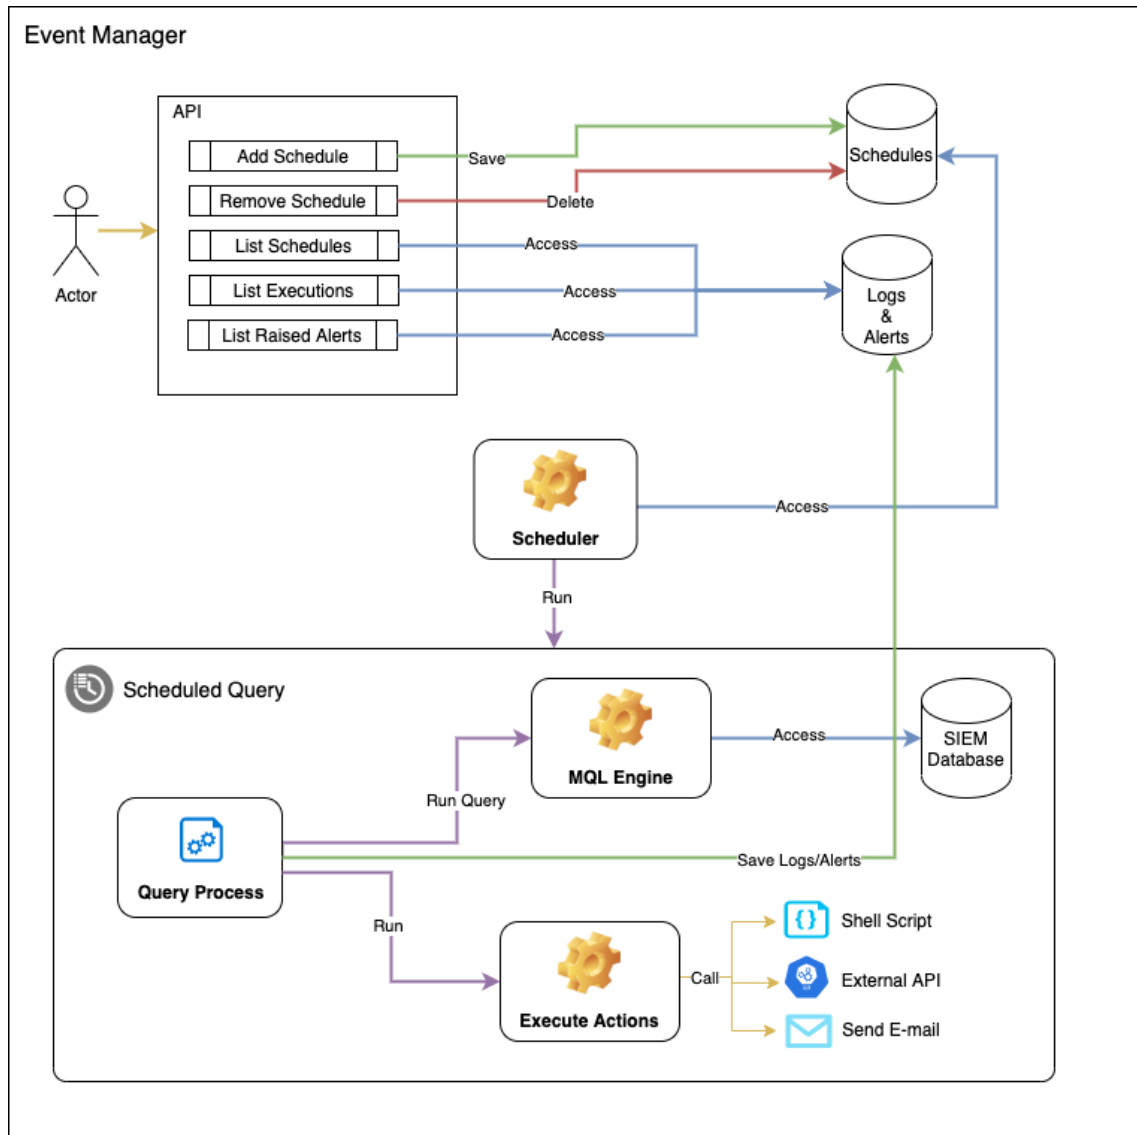 Event Manager
API
Add Schedule
Save
Schedules
Remove Schedule
Delete
List Schedules
Access
List Executions
Access
Logs
&
Alerts
List Raised Alerts
Access
Actor
Scheduler
Access
Run
Scheduled Query
MQL Engine
Access
SIEM
Database
Run Query
Query Process
Save Logs/Alerts
Run
Execute Actions
Call
Shell Script
External API
Send E-mail